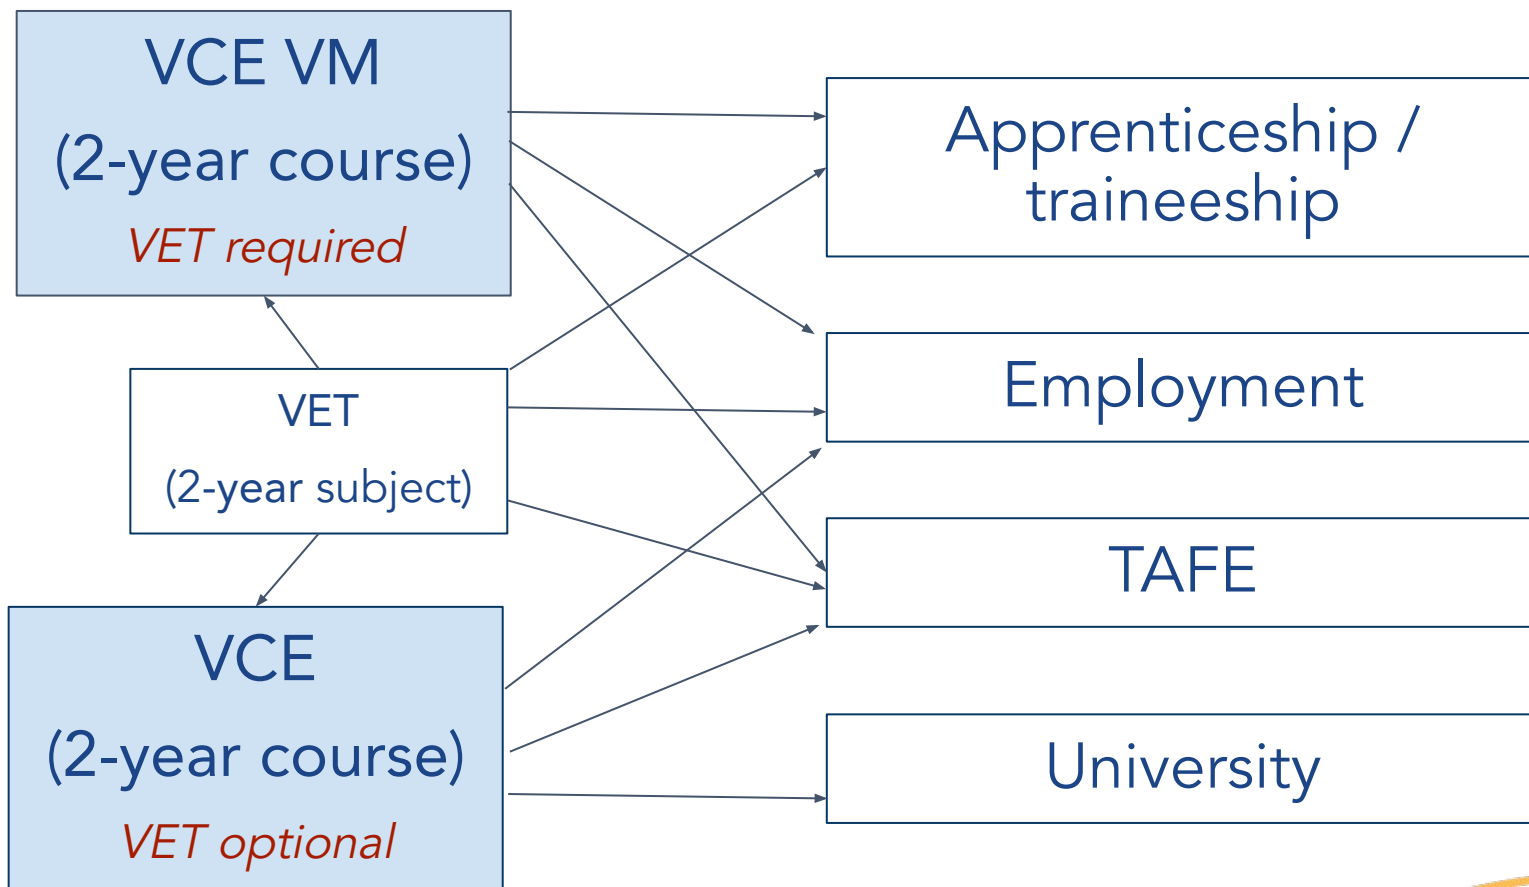 VCE VM
(2-year course)
VET required
VET
(2-year subject)
VCE
(2-year course)
VET optional
Apprenticeship /
traineeship
Employment
TAFE
University